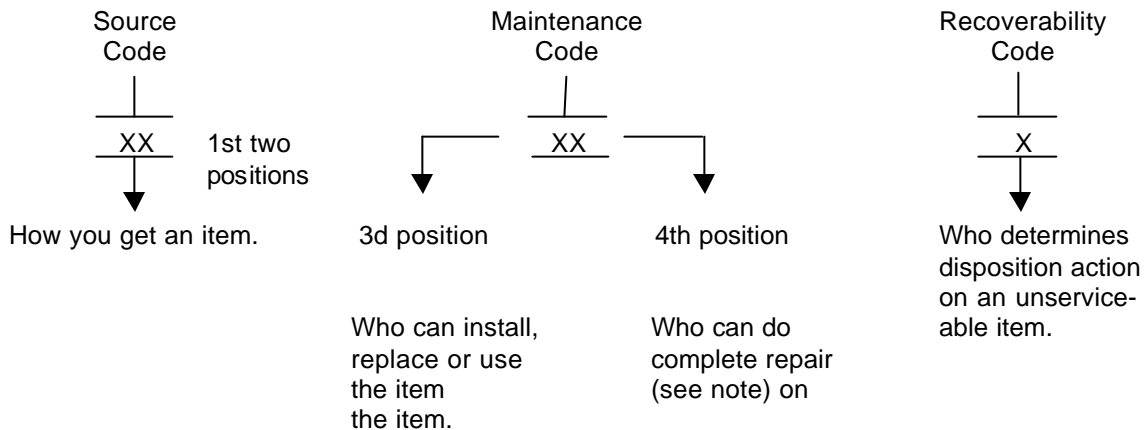 Source
Code
XX
1st two
positions
How you get an item.
Maintenance
Code
XX
3d position
Who can install,
replace or use
the item
the item.
4th position
Who can do
complete repair
(see note) on
Recoverability
Code
X
Who determines
disposition action
on an unservice-
able item.